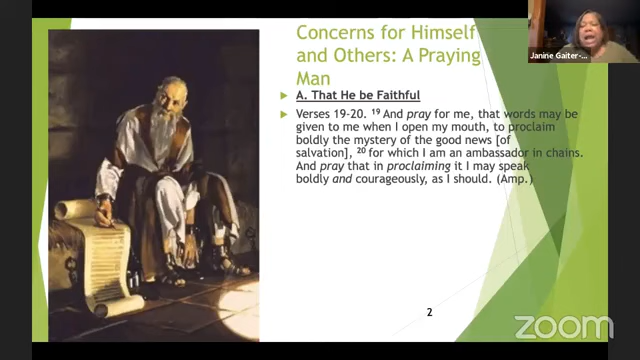 Concerns for Himself
and Others: A Praying
Man
A. That He be Faithful
Verses 19-20. 19 And pray for me, that words may be
given to me when I open my mouth, to proclaim
boldly the mystery of the good news [of
salvation], 20 for which I am an ambassador in chains.
And pray that in proclaiming it I may speak
boldly and courageously, as I should. (Amp.)
2
Janine Gaiter-...
zoom